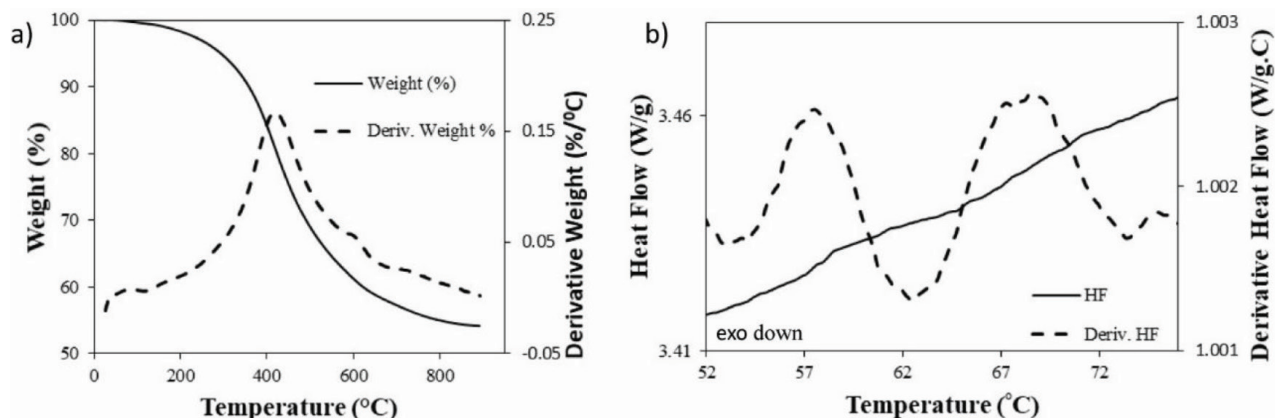 a)
Weight (%)
100
90
80
70
60
50
0.25
0.15
0.05
-0.05
Derivative Weight (%/⁰C)
Weight (%)
Deriv. Weight %
0 200 400 600 800
Temperature (°C)
b)
Heat Flow (W/g)
3.46
3.41
1.003
1.002
1.001
Derivative Heat Flow (W/g.C)
HF
Deriv. HF
exo down
52 57 62 67 72
Temperature (°C)